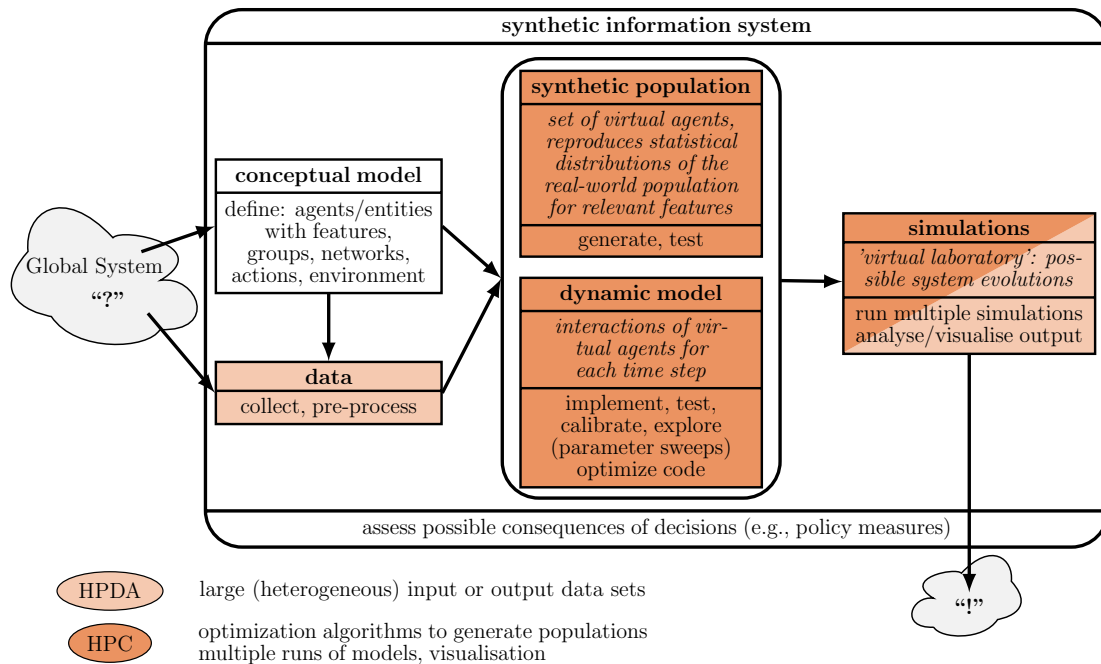 synthetic information system
Global System
“?”
conceptual model
define: agents/entities
with features,
groups, networks,
actions, environment
data
collect, pre-process
synthetic population
set of virtual agents,
reproduces statistical
distributions of the
real-world population
for relevant features
generate, test
dynamic model
interactions of vir-
tual agents for
each time step
implement, test,
calibrate, explore
(parameter sweeps)
optimize code
simulations
'virtual laboratory': pos-
sible system evolutions
run multiple simulations
analyse/visualise output
assess possible consequences of decisions (e.g., policy measures)
“!”
HPDA
large (heterogeneous) input or output data sets
HPC
optimization algorithms to generate populations
multiple runs of models, visualisation